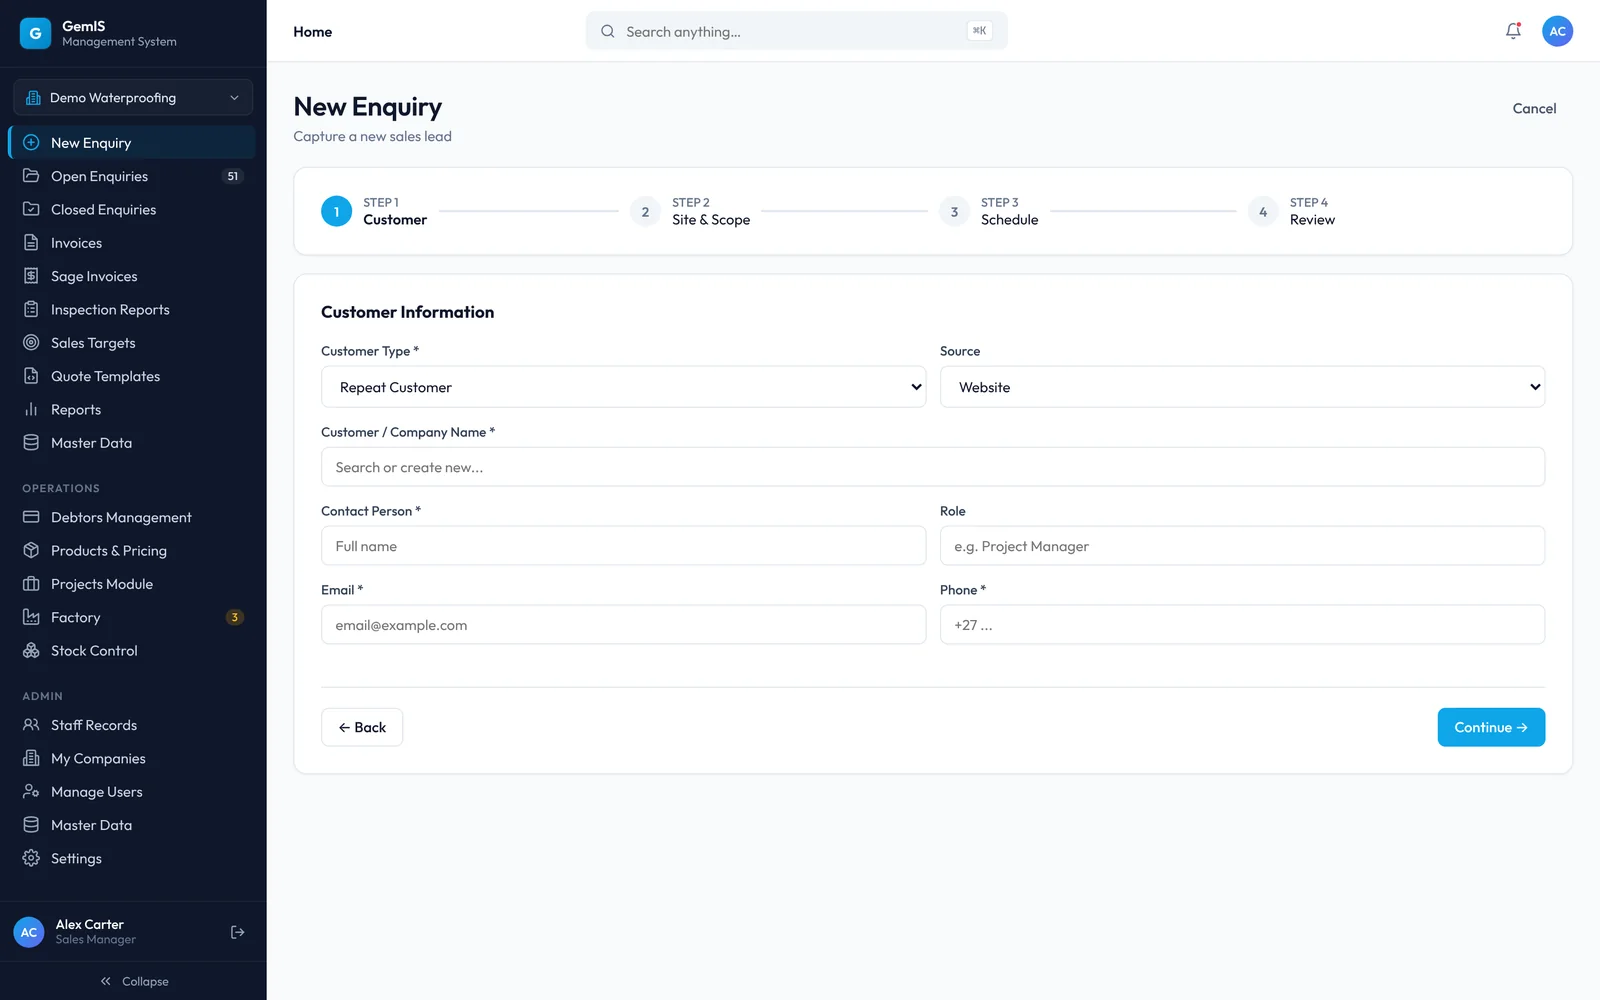 G
GemIS
Management System
Demo Waterproofing
New Enquiry
Open Enquiries 51
Closed Enquiries
Invoices
Sage Invoices
Inspection Reports
Sales Targets
Quote Templates
Reports
Master Data
OPERATIONS
Debtors Management
Products & Pricing
Projects Module
Factory 3
Stock Control
ADMIN
Staff Records
My Companies
Manage Users
Master Data
Settings
AC
Alex Carter
Sales Manager
Collapse
Home
Search anything... ⌘K
AC
New Enquiry
Capture a new sales lead
Cancel
1 STEP 1
Customer
2 STEP 2
Site & Scope
3 STEP 3
Schedule
4 STEP 4
Review
Customer Information
Customer Type * Source
Repeat Customer Website
Customer / Company Name *
Search or create new...
Contact Person * Role
Full name e.g. Project Manager
Email * Phone *
email@example.com +27 ...
← Back Continue →